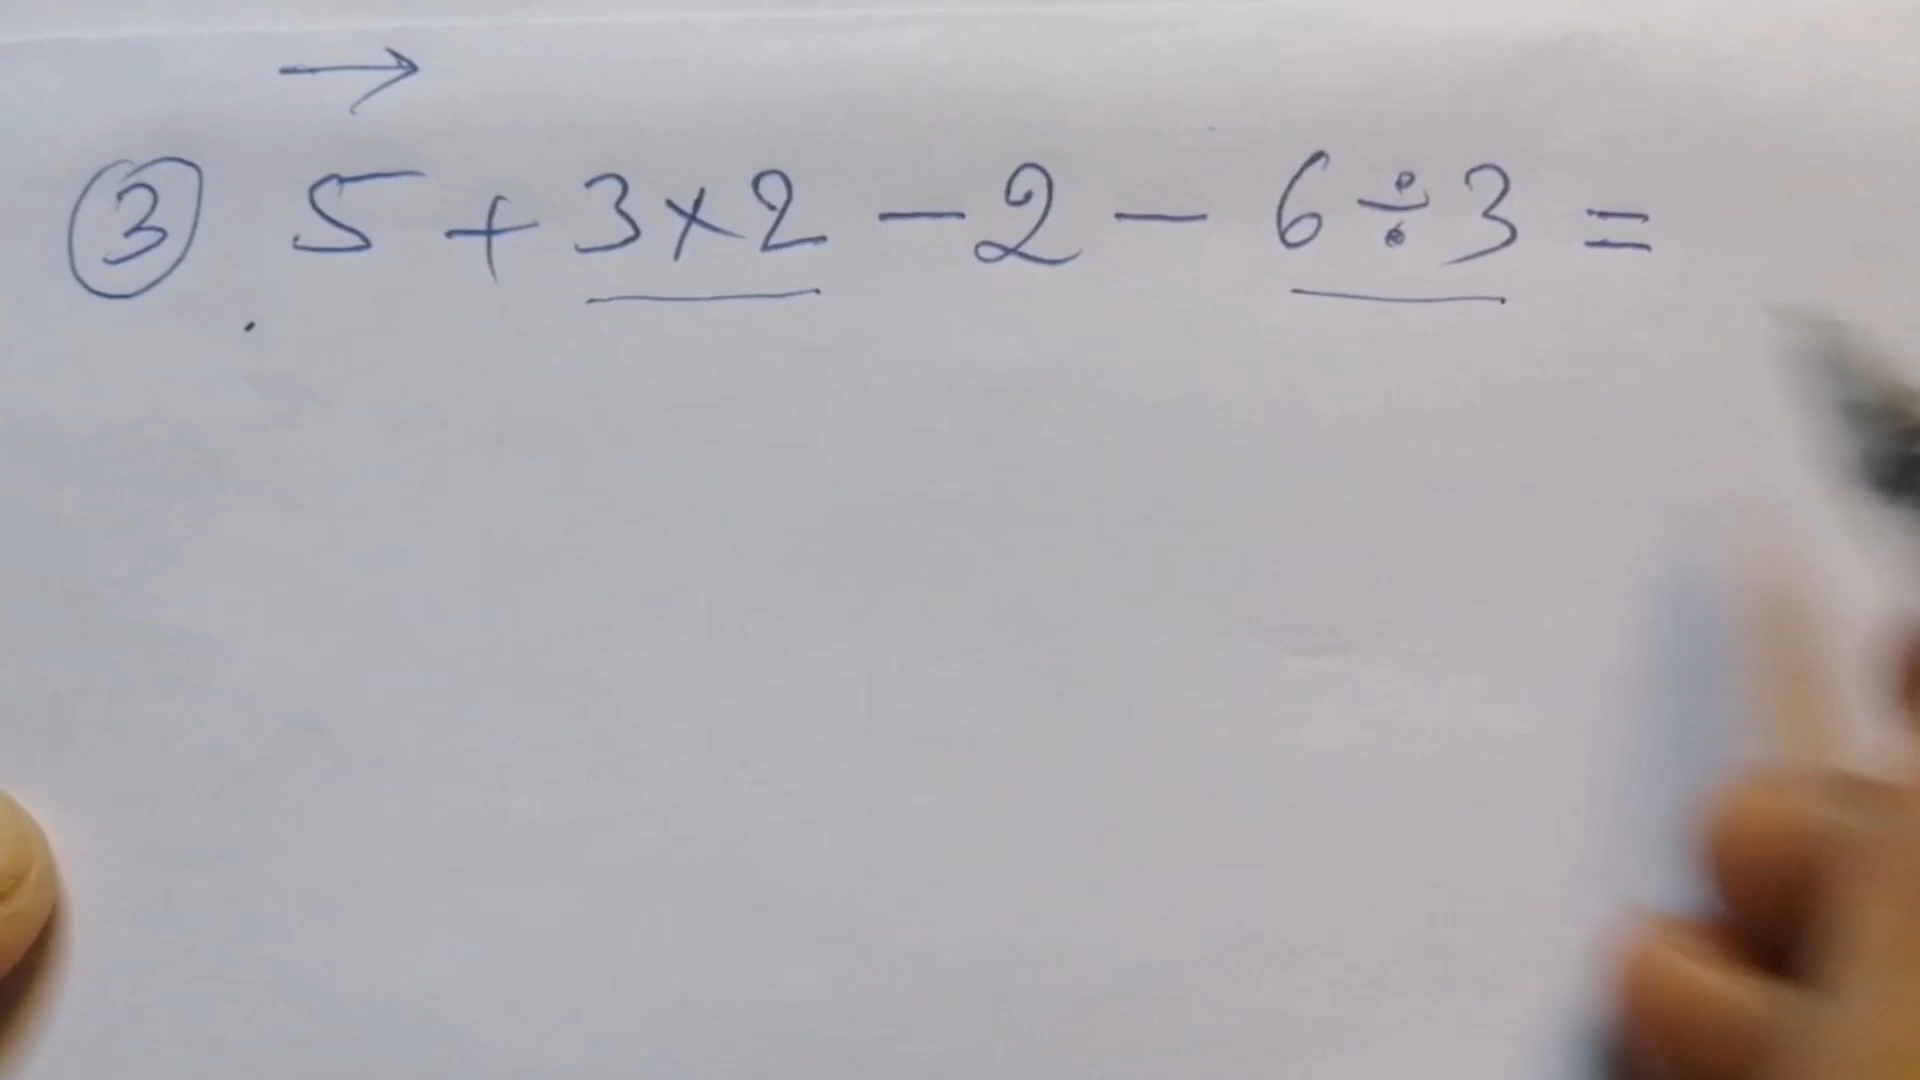 →
③ 5 + 3 × 2 - 2 - 6 ÷ 3 =